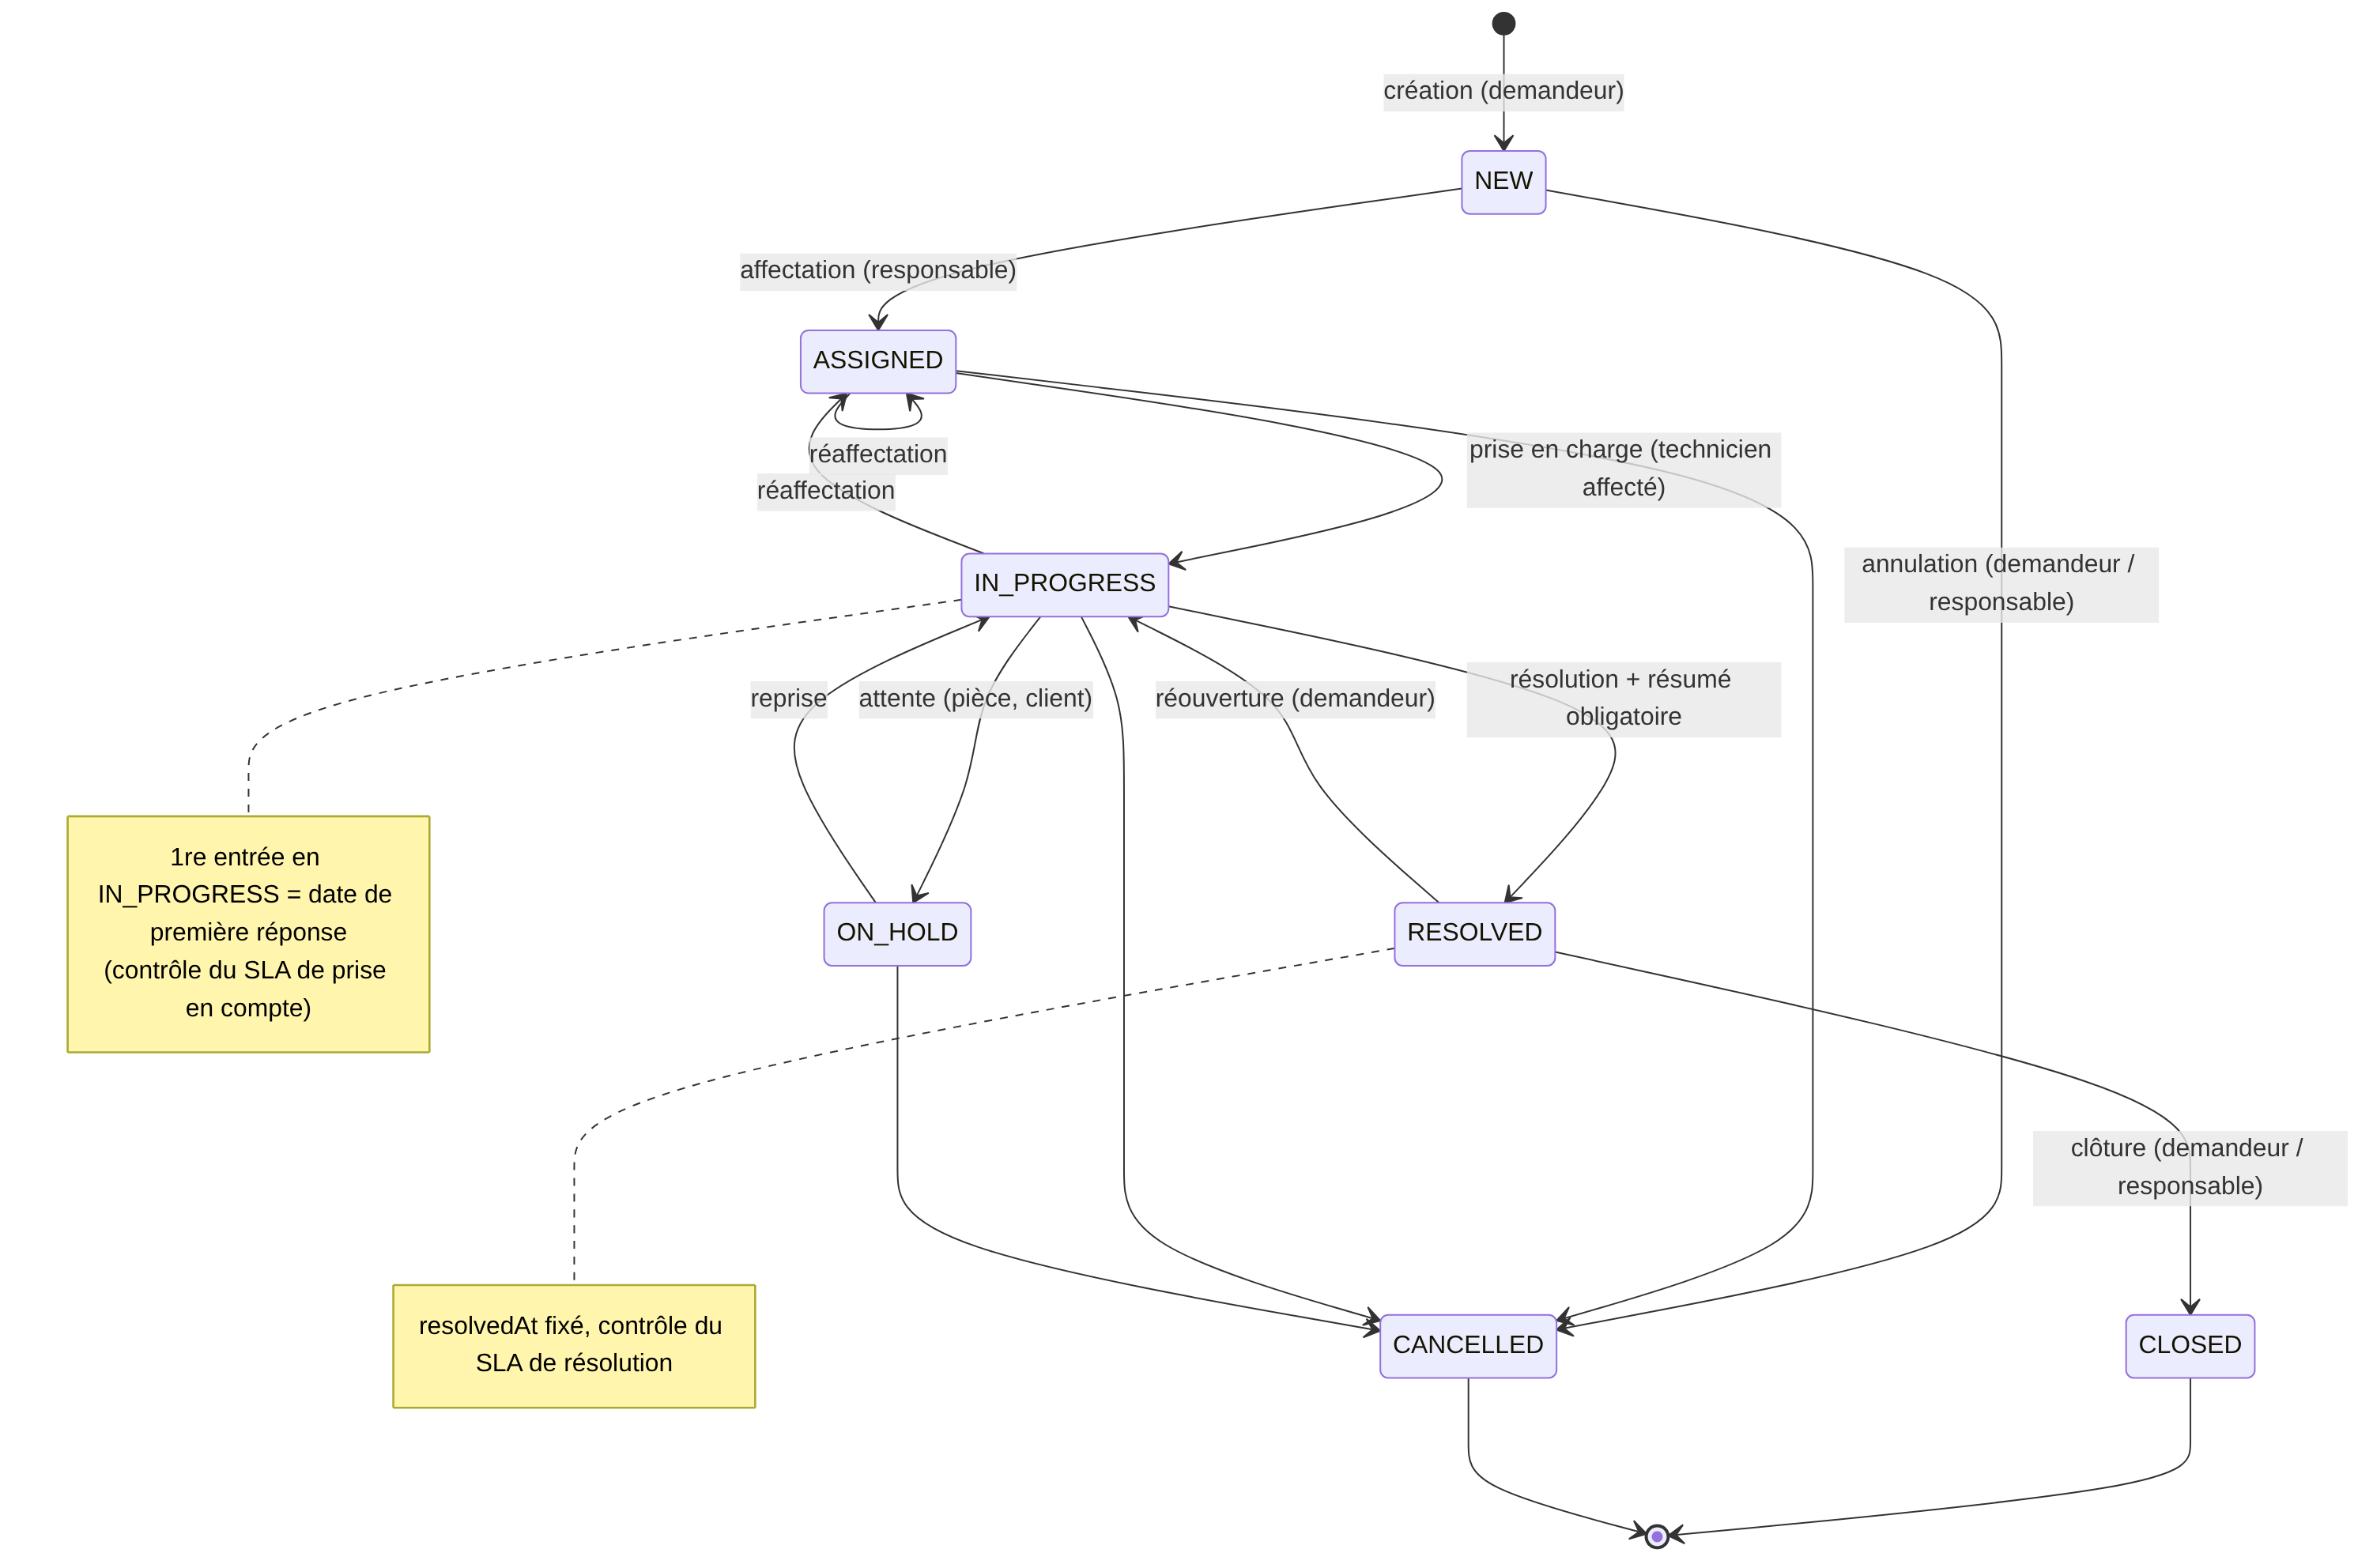 création (demandeur)
NEW
affectation (responsable)
ASSIGNED
réaffectation
réaffectation
prise en charge (technicien
affecté)
annulation (demandeur /
responsable)
IN_PROGRESS
reprise
attente (pièce, client)
réouverture (demandeur)
résolution + résumé
obligatoire
1re entrée en
IN_PROGRESS = date de
première réponse
(contrôle du SLA de prise
en compte)
ON_HOLD
RESOLVED
clôture (demandeur /
responsable)
resolvedAt fixé, contrôle du
SLA de résolution
CANCELLED
CLOSED